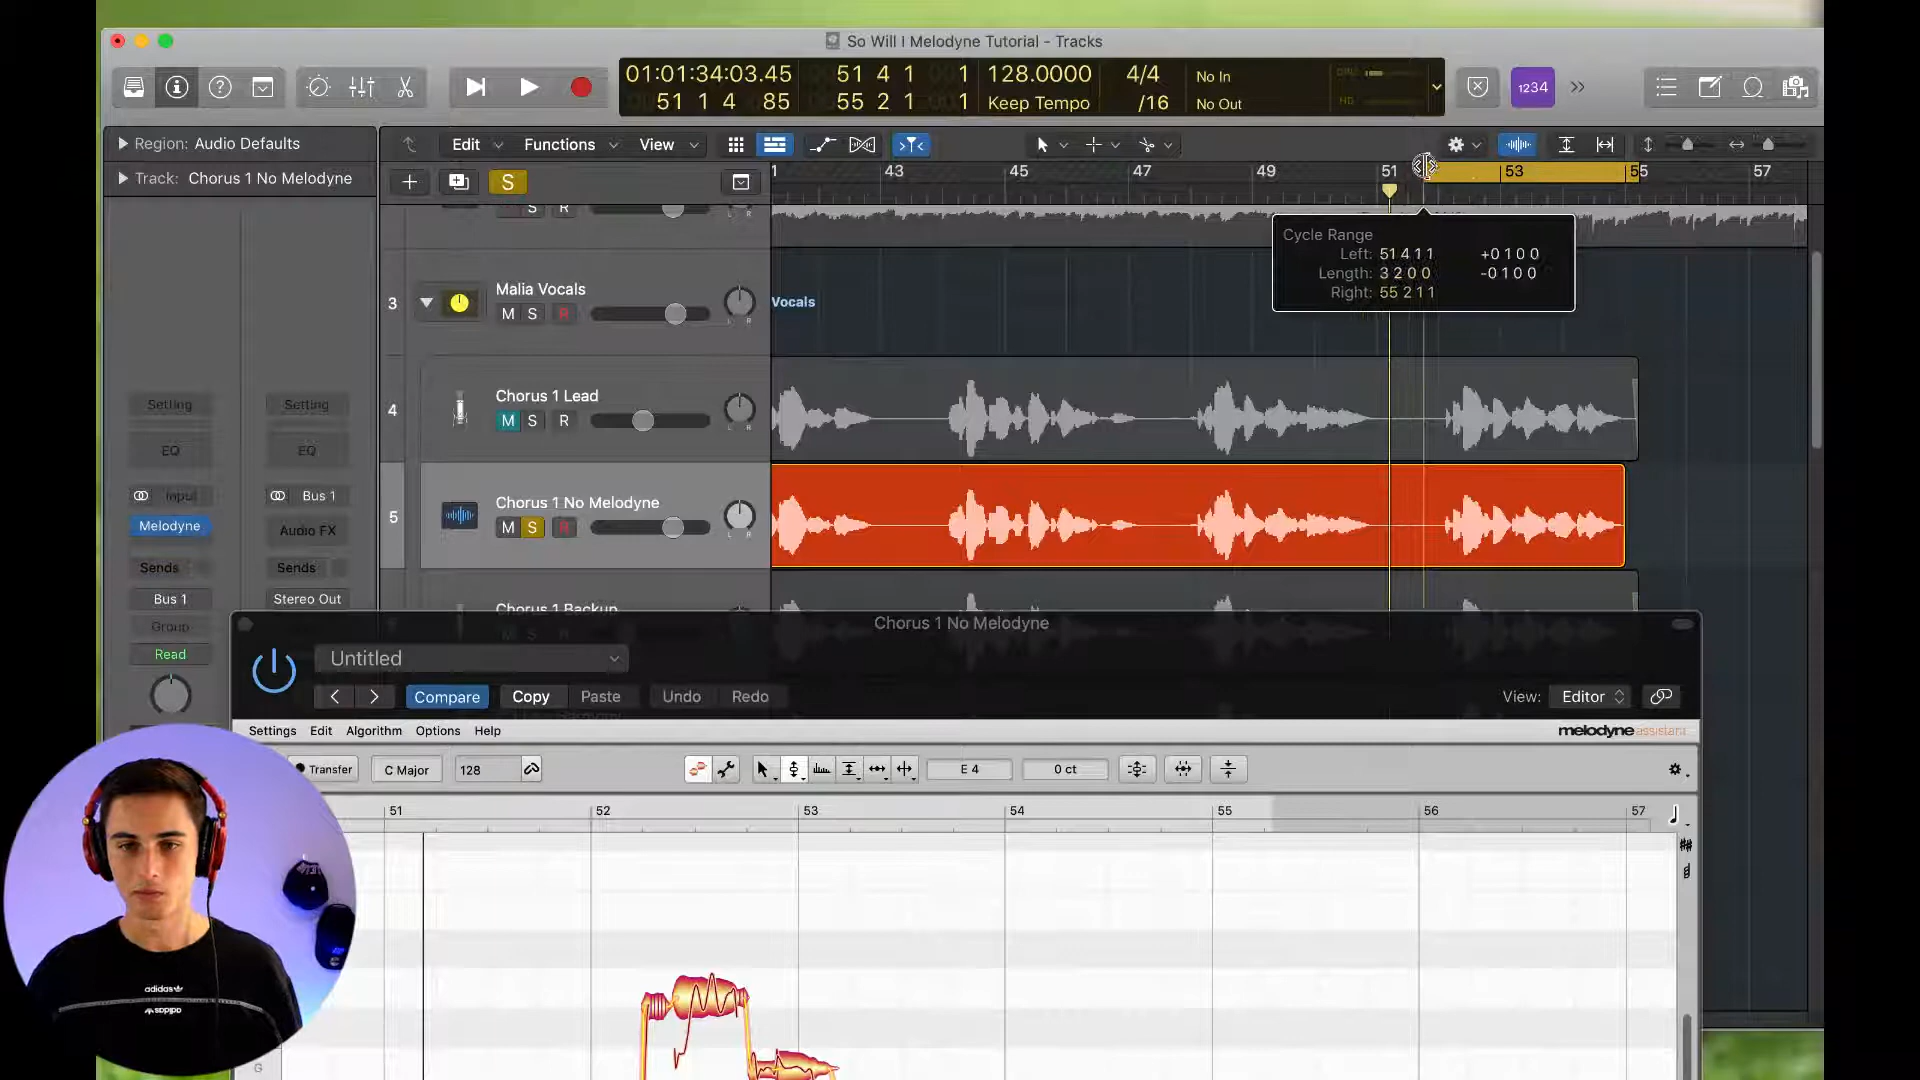 So Will I Melodyne Tutorial - Tracks
01:01:34:03.45 51 4 1 1 128.0000 4/4 No In
51 1 4 85 55 2 1 1 Keep Tempo /16 No Out
1234
Region: Audio Defaults
Edit Functions View
Track: Chorus 1 No Melodyne
S
1 43 45 47 49 51 53 55 57
S R
Cycle Range
Left: 51 4 1 1 +0 1 0 0
Length: 3 2 0 0 -0 1 0 0
Right: 55 2 1 1
3
Malia Vocals
M S R
L R
Vocals
4
Chorus 1 Lead
M S R
L R
5
Chorus 1 No Melodyne
M S R
L R
Chorus 1 Backup
M S R
Setting Setting
EQ EQ
Input Bus 1
Melodyne Audio FX
Sends Sends
Bus 1 Stereo Out
Group
Read
Chorus 1 No Melodyne
Untitled
Compare Copy Paste Undo Redo
View: Editor
Settings Edit Algorithm Options Help
melodyne assistant
Transfer C Major 128 E 4 0 ct
51 52 53 54 55 56 57
G
adidas